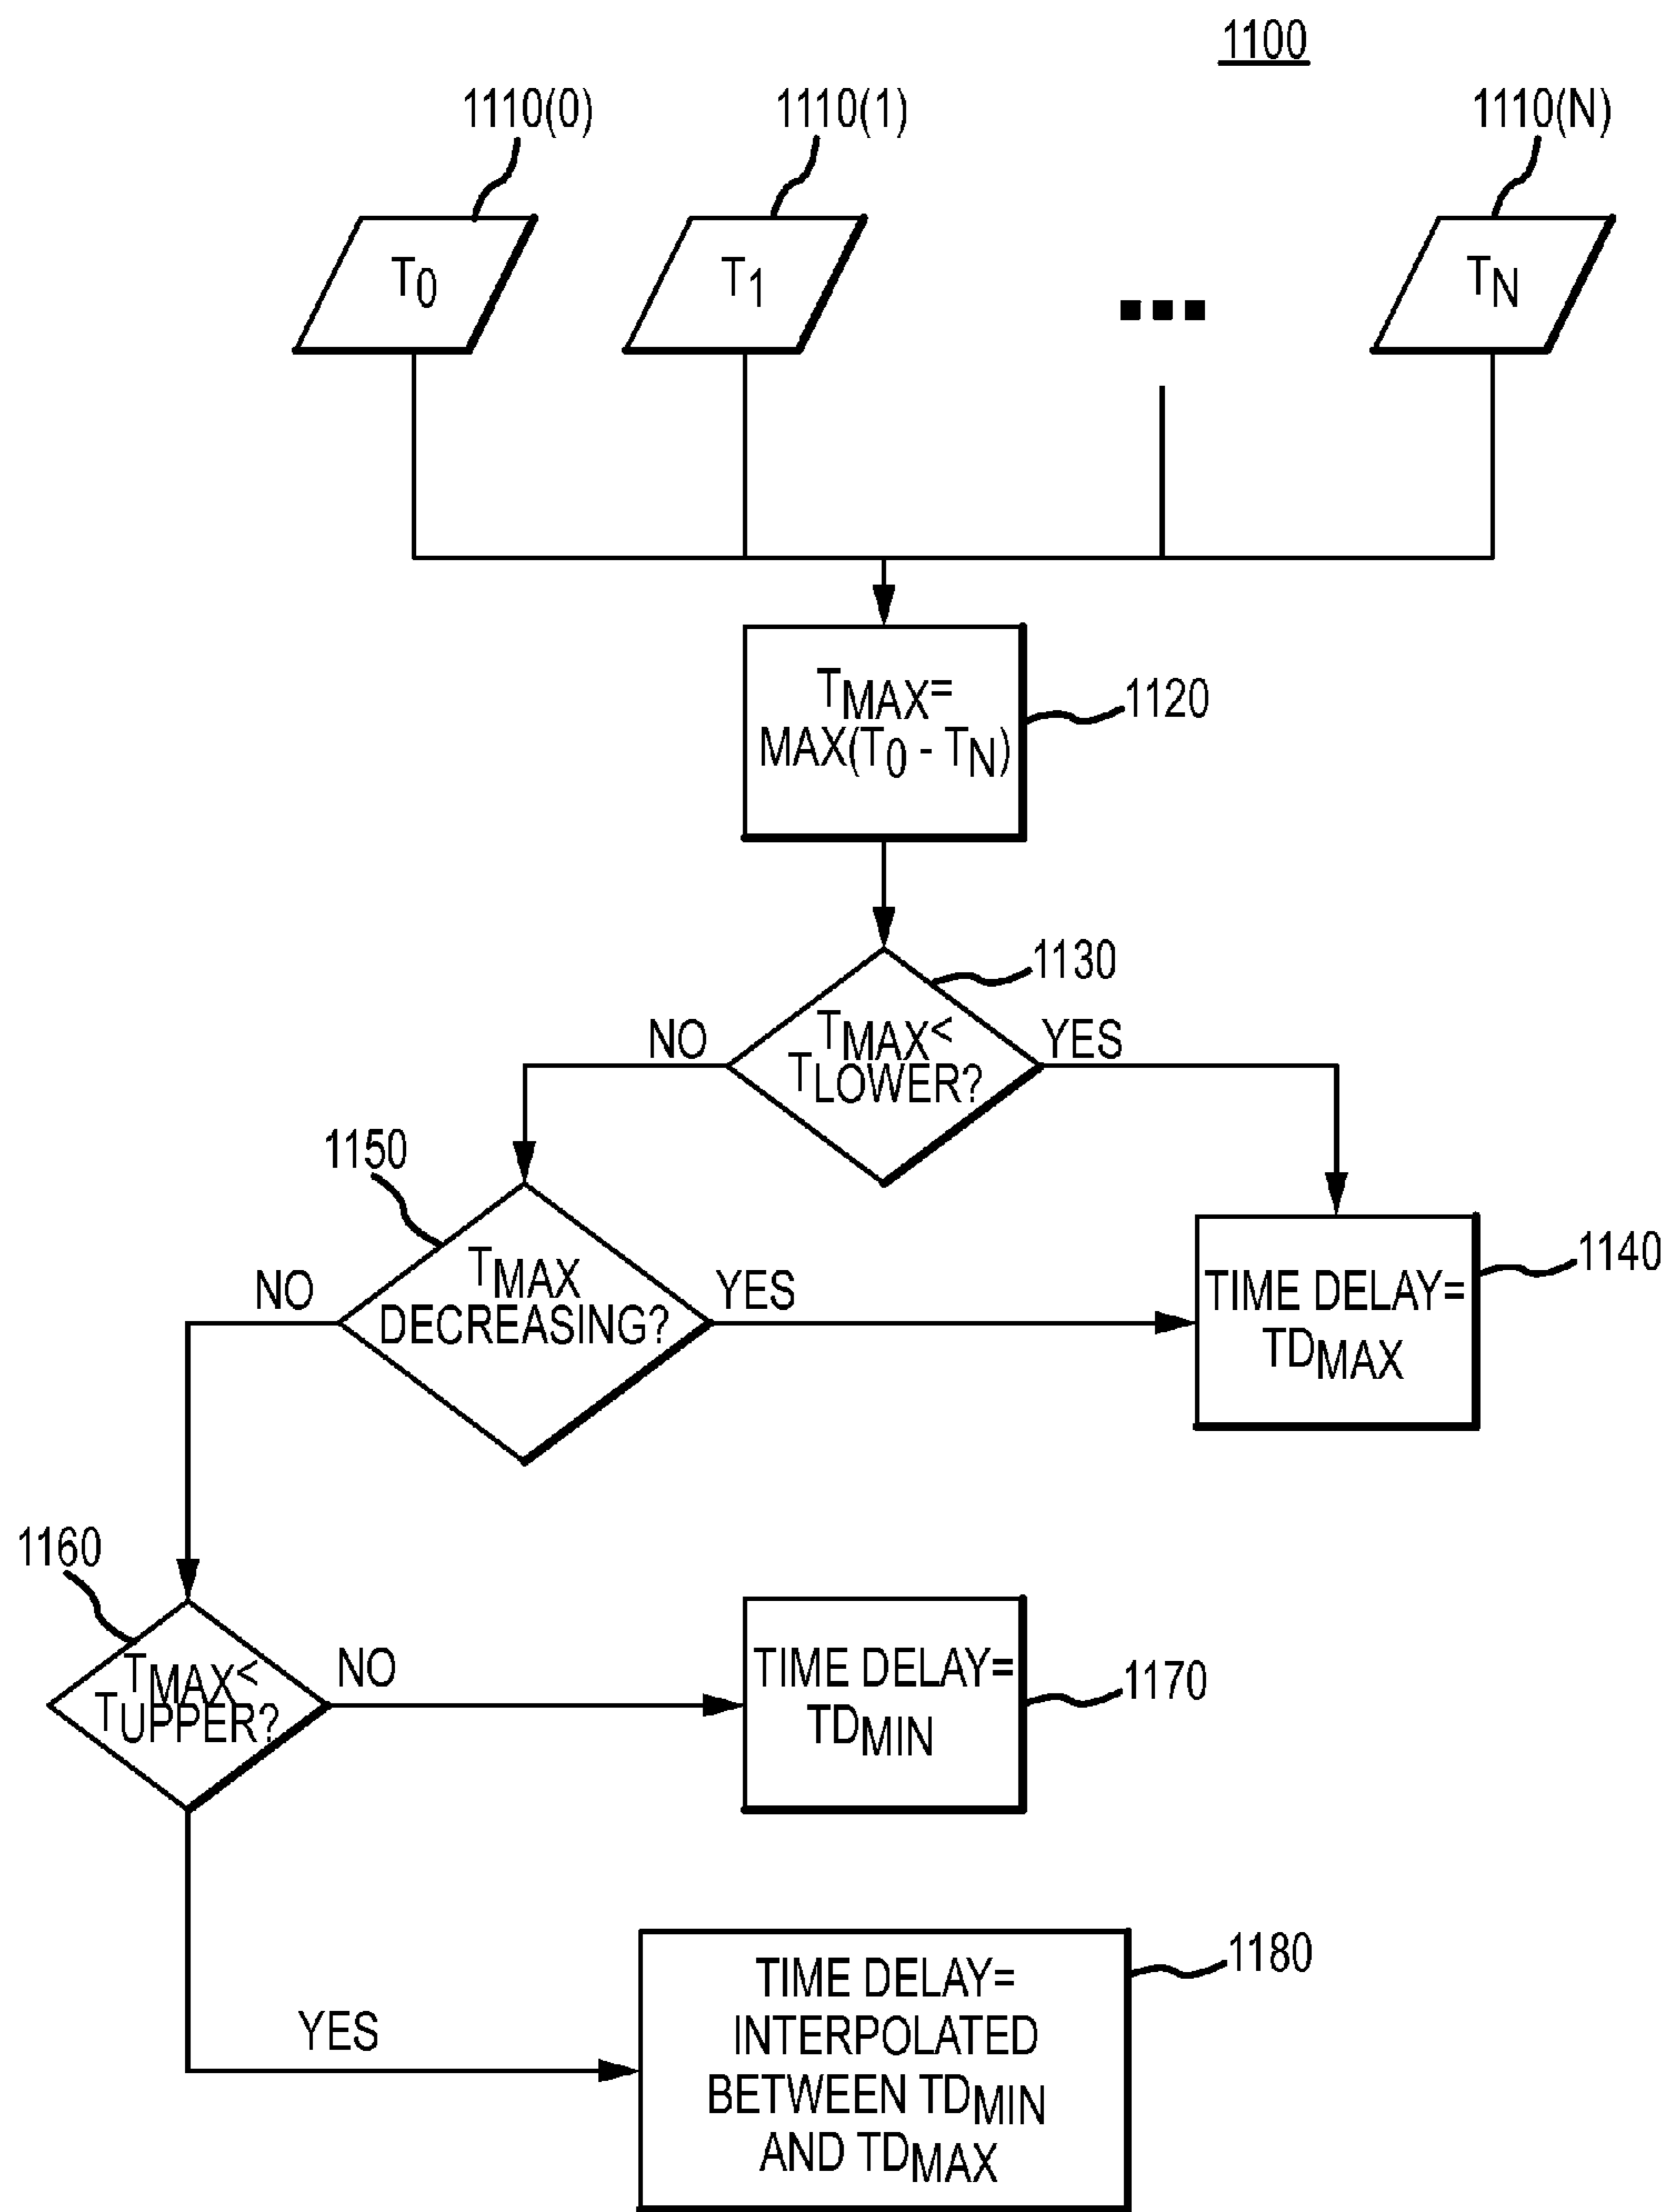 1100
1110(0)
1110(1)
1110(N)
T0
T1
...
TN
TMAX=
MAX(T0 - TN)
1120
1130
NO
TMAX<
TLOWER?
YES
1150
NO
TMAX
DECREASING?
YES
TIME DELAY=
TDMAX
1140
1160
TMAX<
TUPPER?
NO
TIME DELAY=
TDMIN
1170
YES
TIME DELAY=
INTERPOLATED
BETWEEN TDMIN
AND TDMAX
1180